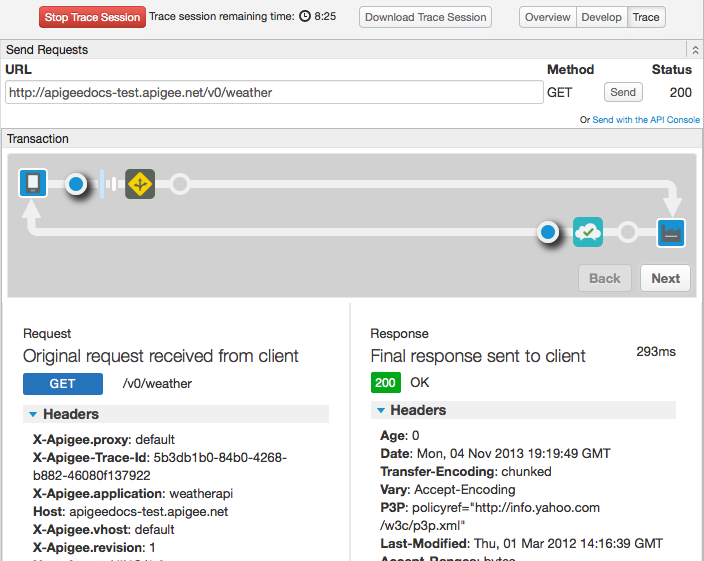 Stop Trace Session Trace session remaining time: 8:25 Download Trace Session Overview Develop Trace
Send Requests
URL Method Status
http://apigeedocs-test.apigee.net/v0/weather GET Send 200
Or Send with the API Console
Transaction
Back Next
Request
Original request received from client
GET /v0/weather
Headers
X-Apigee.proxy: default
X-Apigee-Trace-Id: 5b3db1b0-84b0-4268-
b882-46080f137922
X-Apigee.application: weatherapi
Host: apigeedocs-test.apigee.net
X-Apigee.vhost: default
X-Apigee.revision: 1
Response
Final response sent to client 293ms
200 OK
Headers
Age: 0
Date: Mon, 04 Nov 2013 19:19:49 GMT
Transfer-Encoding: chunked
Vary: Accept-Encoding
P3P: policyref="http://info.yahoo.com
/w3c/p3p.xml"
Last-Modified: Thu, 01 Mar 2012 14:16:39 GMT
Accept-Ranges: bytes